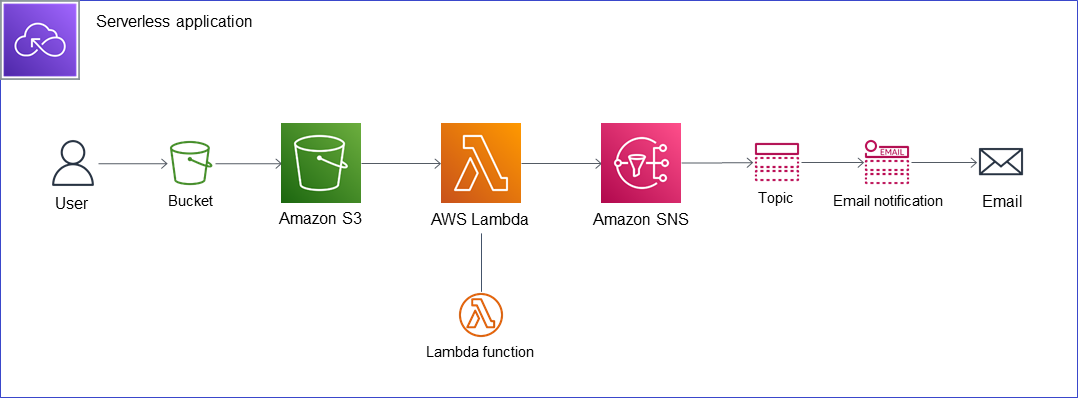 Serverless application
User
Bucket
Amazon S3
AWS Lambda
Amazon SNS
Topic
EMAIL
Email notification
Email
Lambda function